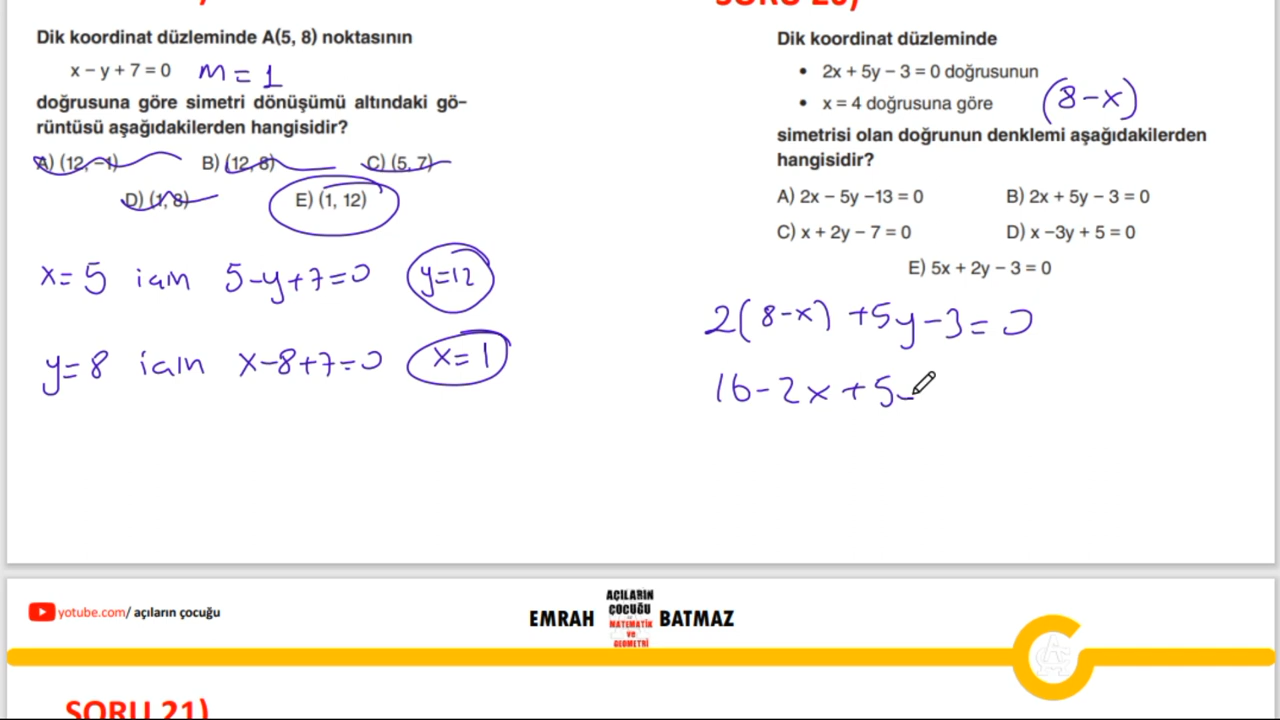 SORU 20)
Dik koordinat düzleminde A(5, 8) noktasının
x – y + 7 = 0 m = 1
doğrusuna göre simetri dönüşümü altındaki gö-
rüntüsü aşağıdakilerden hangisidir?
A) (12, –1) B) (12, 8) C) (5, 7)
D) (1, 8) E) (1, 12)
x = 5 için 5-y+7=0 y=12
y=8 için x-8+7=0 x=1
Dik koordinat düzleminde
• 2x + 5y – 3 = 0 doğrusunun
• x = 4 doğrusuna göre (8-x)
simetrisi olan doğrunun denklemi aşağıdakilerden
hangisidir?
A) 2x – 5y –13 = 0 B) 2x + 5y – 3 = 0
C) x + 2y – 7 = 0 D) x –3y + 5 = 0
E) 5x + 2y – 3 = 0
2(8-x) +5y-3=0
16-2x+5
yotube.com/ açıların çocuğu
EMRAH AÇILARIN ÇOCUĞU MATEMATİK VE GEOMETRİ BATMAZ
SORU 21)